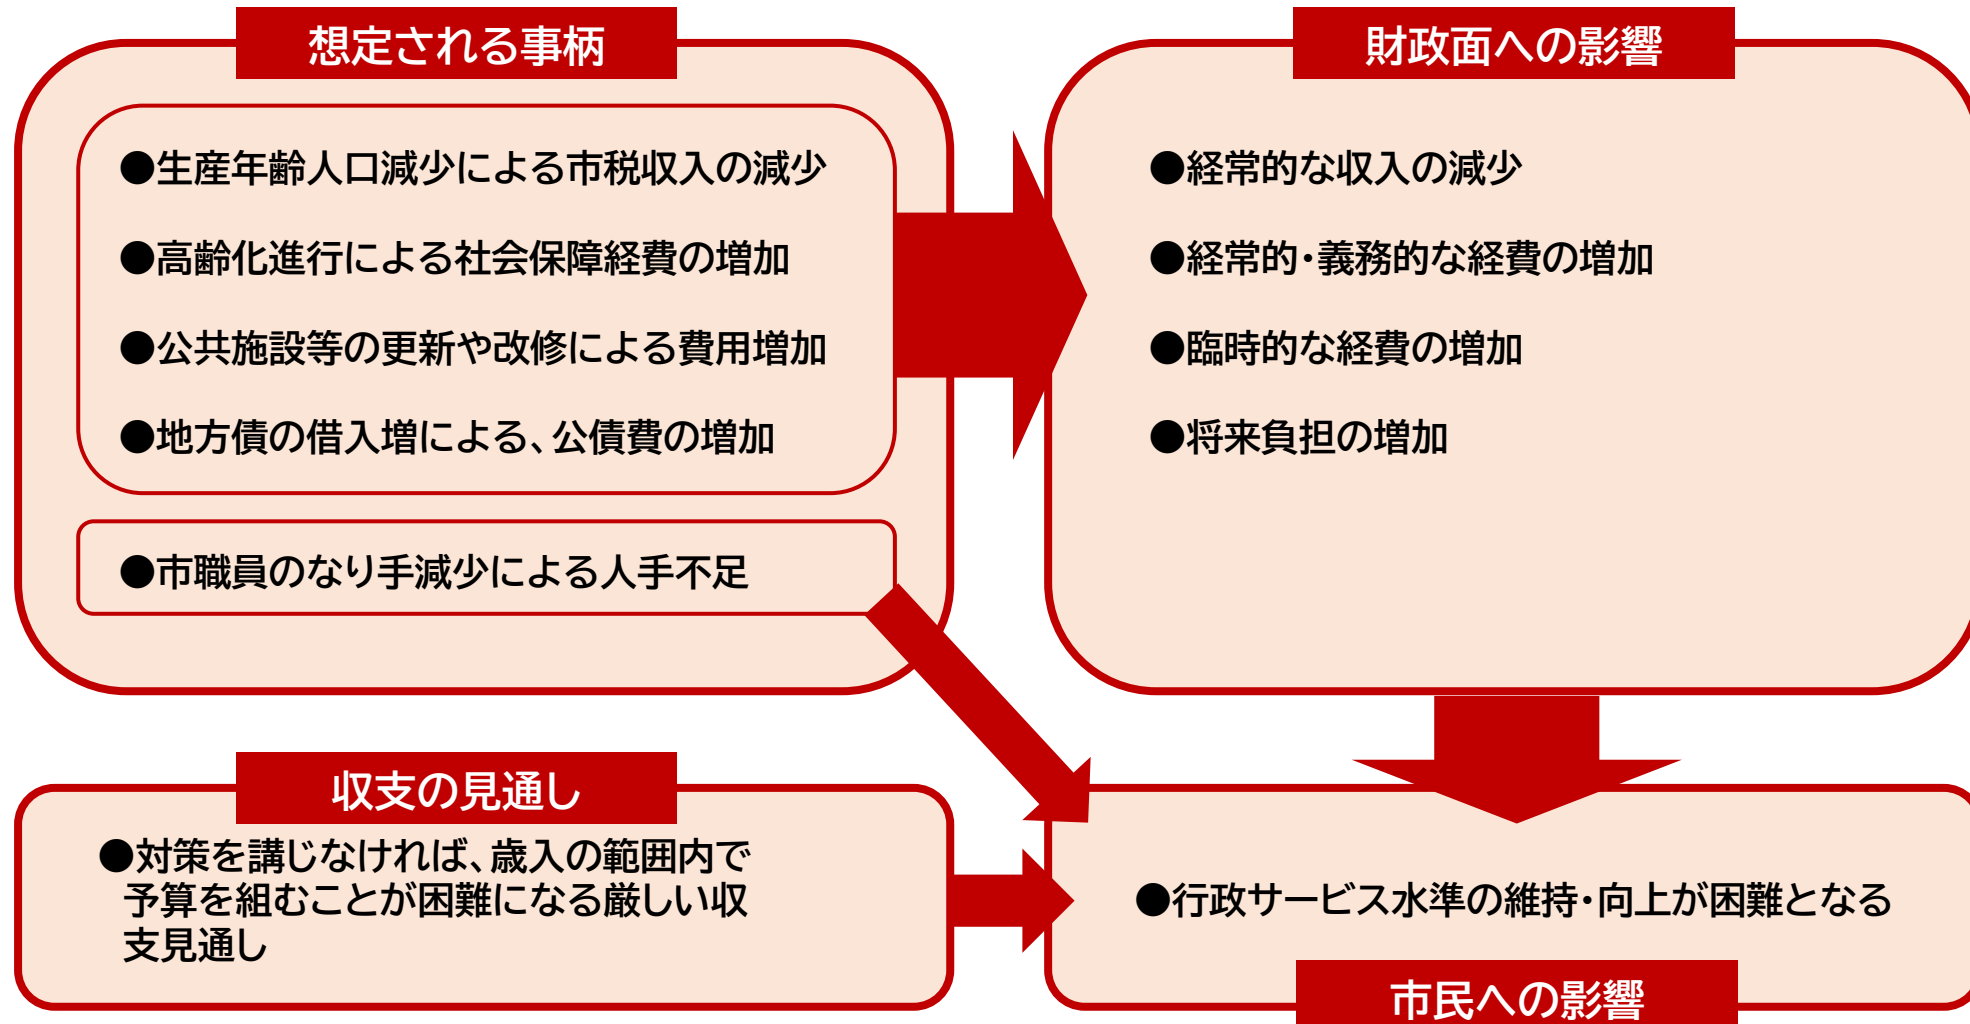 想定される事柄
●生産年齢人口減少による市税収入の減少
●高齢化進行による社会保障経費の増加
●公共施設等の更新や改修による費用増加
●地方債の借入増による、公債費の増加
●市職員のなり手減少による人手不足
財政面への影響
●経常的な収入の減少
●経常的・義務的な経費の増加
●臨時的な経費の増加
●将来負担の増加
収支の見通し
●対策を講じなければ、歳入の範囲内で
予算を組むことが困難になる厳しい収
支見通し
●行政サービス水準の維持・向上が困難となる
市民への影響